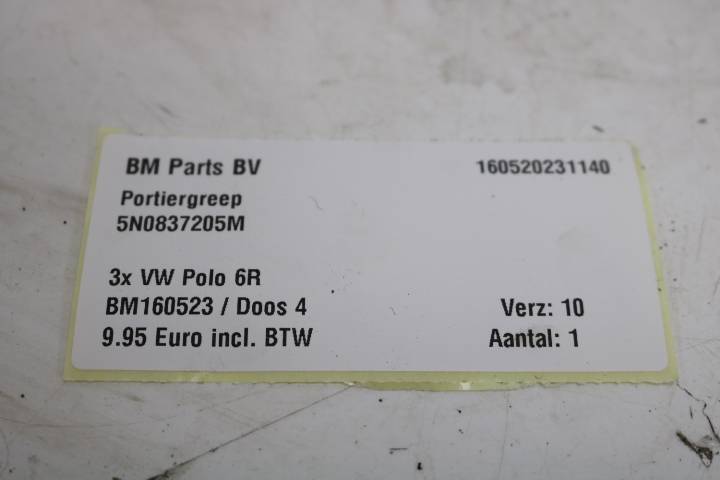 BM Parts BV 160520231140
Portiergreep
5N0837205M
3x VW Polo 6R
BM160523 / Doos 4 Verz: 10
9.95 Euro incl. BTW Aantal: 1